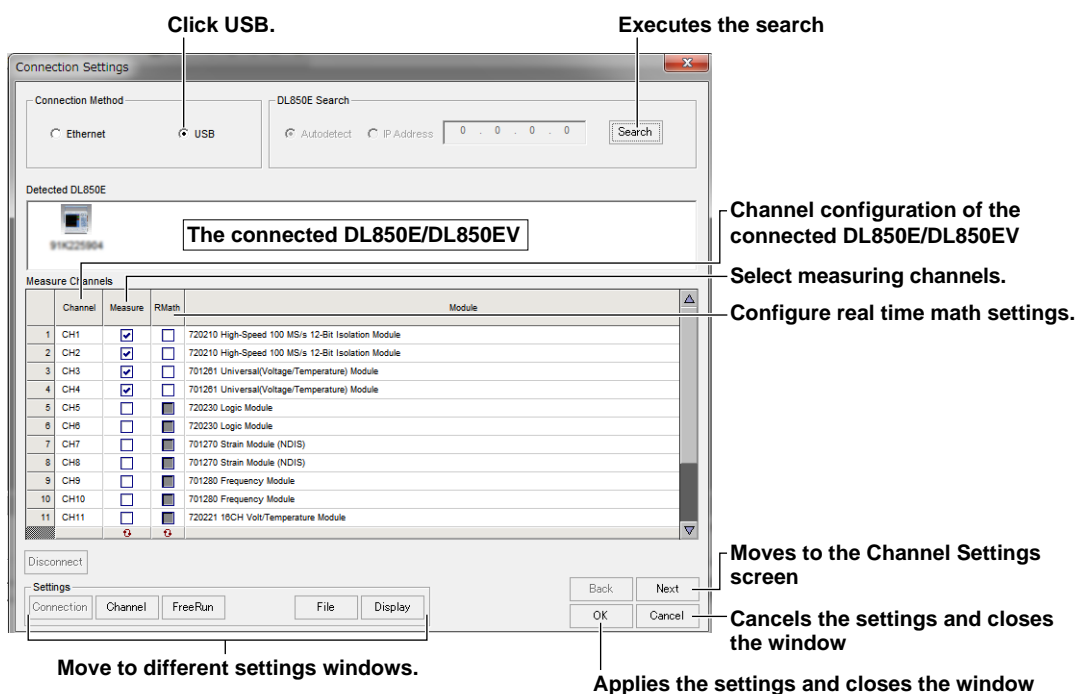 Click USB.
Executes the search
Connection Settings
x
Connection Method
Ethernet
USB
DL850E Search
Autodetect
IP Address
0 . 0 . 0 . 0
Search
Detected DL850E
The connected DL850E/DL850EV
Channel configuration of the
connected DL850E/DL850EV
Measure Channels
Select measuring channels.
Channel Measure RMath Module
Configure real time math settings.
1 CH1 720210 High-Speed 100 MS/s 12-Bit Isolation Module
2 CH2 720210 High-Speed 100 MS/s 12-Bit Isolation Module
3 CH3 701261 Universal(Voltage/Temperature) Module
4 CH4 701261 Universal(Voltage/Temperature) Module
5 CH5 720230 Logic Module
6 CH6 720230 Logic Module
7 CH7 701270 Strain Module (NDIS)
8 CH8 701270 Strain Module (NDIS)
9 CH9 701280 Frequency Module
10 CH10 701280 Frequency Module
11 CH11 720221 16CH Volt/Temperature Module
Disconnect
Moves to the Channel Settings
screen
Settings
Connection Channel FreeRun File Display
Back Next
OK Cancel
Cancels the settings and closes
the window
Move to different settings windows.
Applies the settings and closes the window